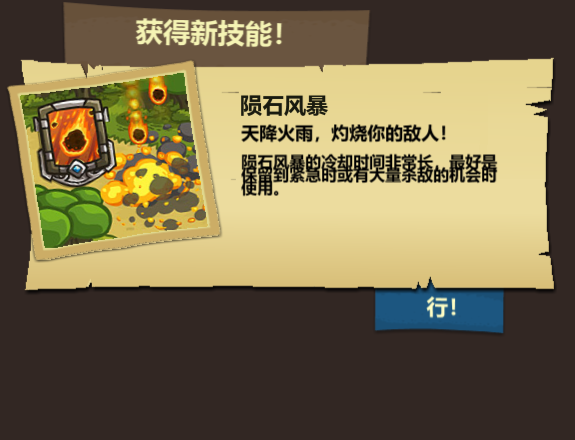 获得新技能！
陨石风暴
天降火雨，灼烧你的敌人！
陨石风暴的冷却时间非常长，最好是
保留到紧急时或有大量杀敌的机会时
使用。
行！